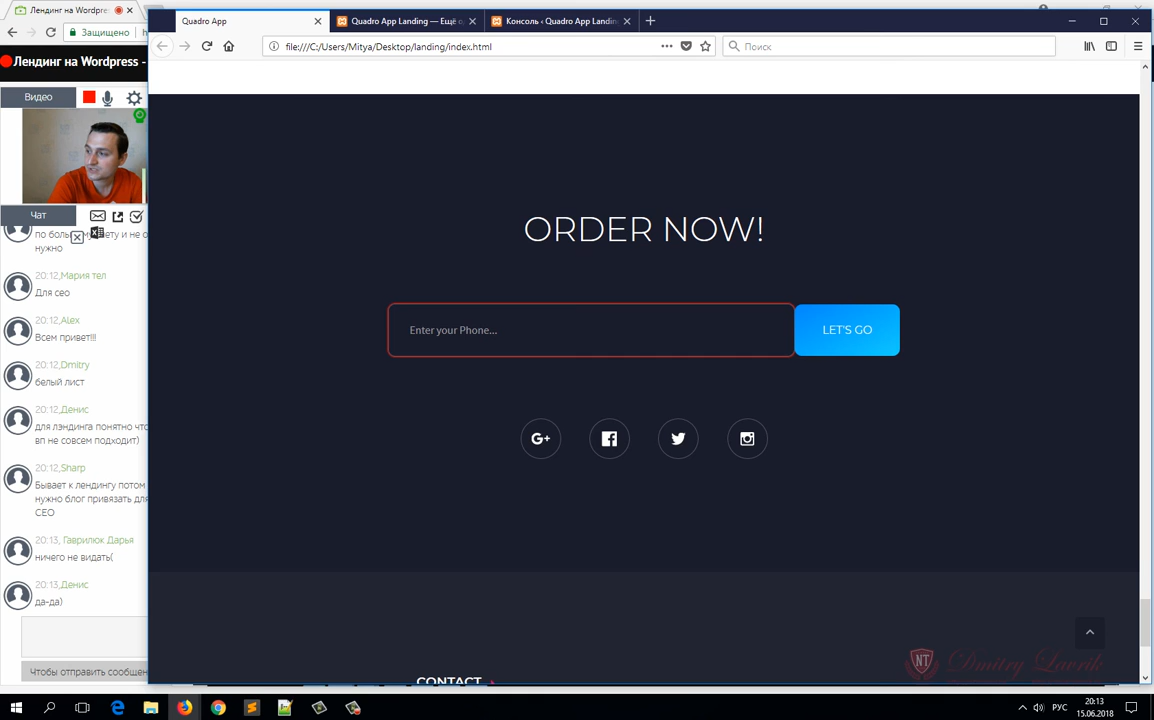 Лендинг на Wordpres
Защищено
Лендинг на Wordpress -
Видео
Чат
нужно
20:12,Мария тел
Для сео
20:12,Alex
Всем привет!!!
20:12,Dmitry
белый лист
20:12,Денис
для лэндинга понятно что
вп не совсем подходит)
20:12,Sharp
Бывает к лендингу потом
нужно блог привязать для
СЕО
20:13, Гаврилюк Дарья
ничего не видать(
20:13,Денис
да-да)
Чтобы отправить сообщен
Quadro App
Quadro App Landing — Ещё о
Консоль ‹ Quadro App Landin
file:///C:/Users/Mitya/Desktop/landing/index.html
Поиск
ORDER NOW!
Enter your Phone...
LET'S GO
G+
CONTACT
NT
Dmitry Lavrik
РУС
20:13
15.06.2018